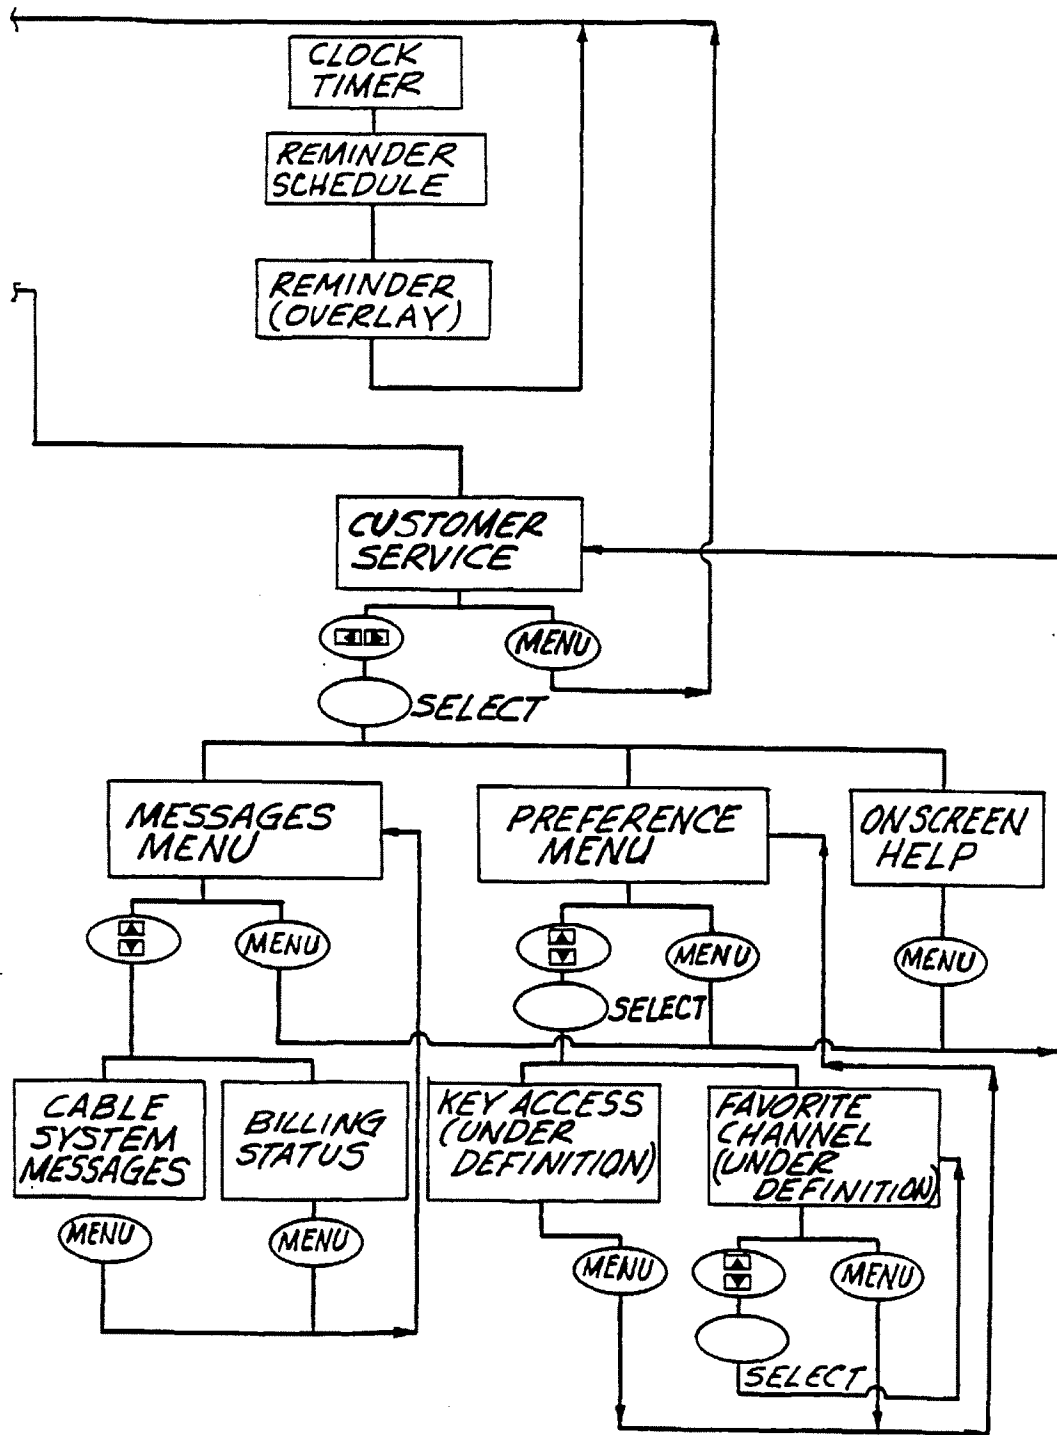 CLOCK
TIMER
REMINDER
SCHEDULE
REMINDER
(OVERLAY)
CUSTOMER
SERVICE
MENU
SELECT
MESSAGES
MENU
PREFERENCE
MENU
ON SCREEN
HELP
MENU
MENU
MENU
SELECT
CABLE
SYSTEM
MESSAGES
BILLING
STATUS
KEY ACCESS
(UNDER
DEFINITION)
FAVORITE
CHANNEL
(UNDER
DEFINITION)
MENU
MENU
MENU
MENU
SELECT